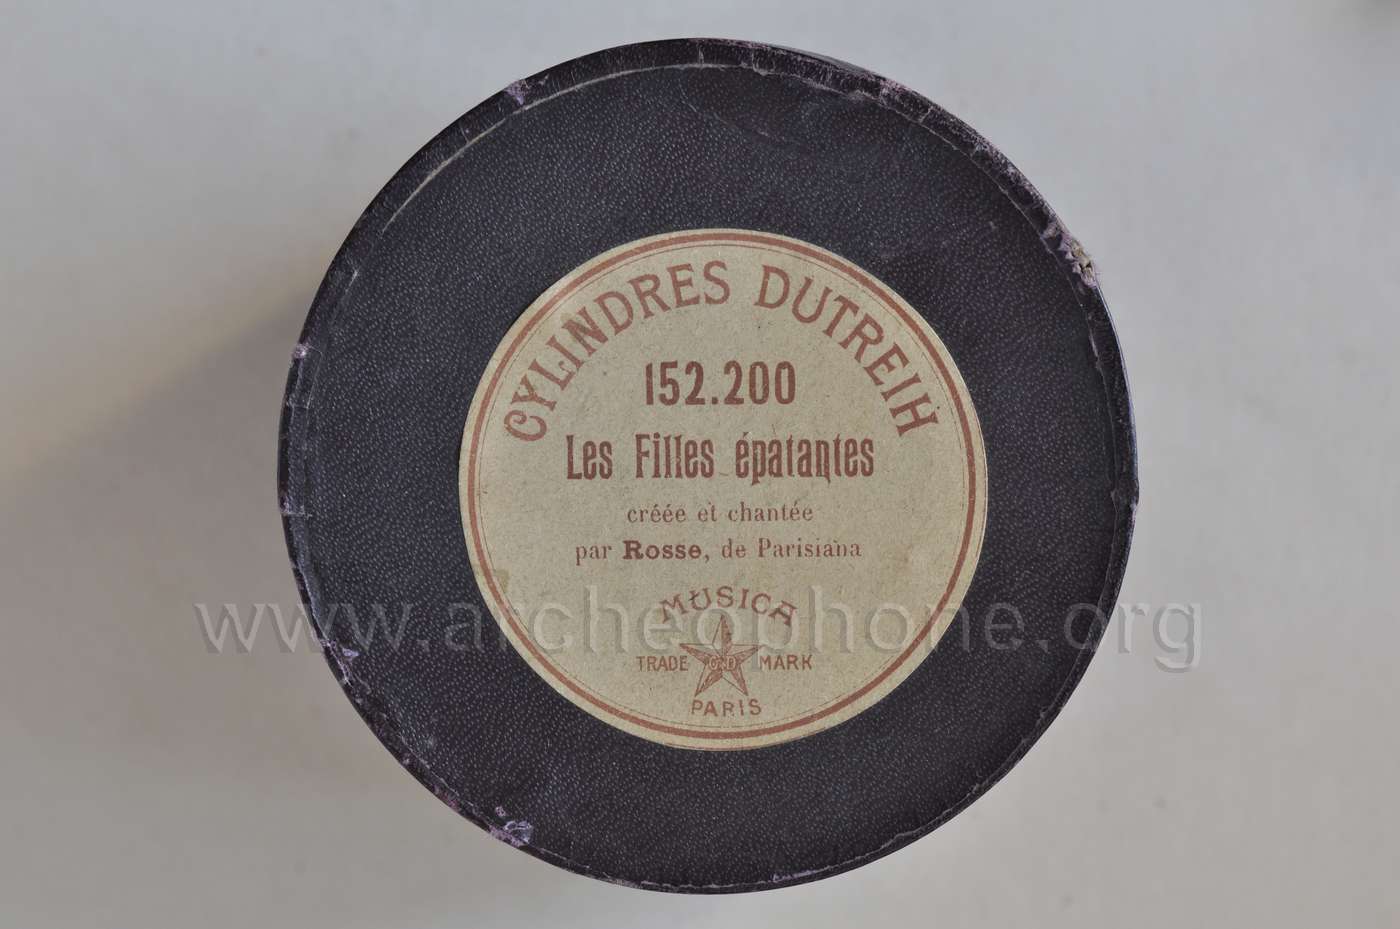 CYLINDRES DUTREIH
152.200
Les Filles épatantes
créée et chantée
par Rosse, de Parisiana
MUSICA
TRADE G.D MARK
PARIS
www.archeophone.org